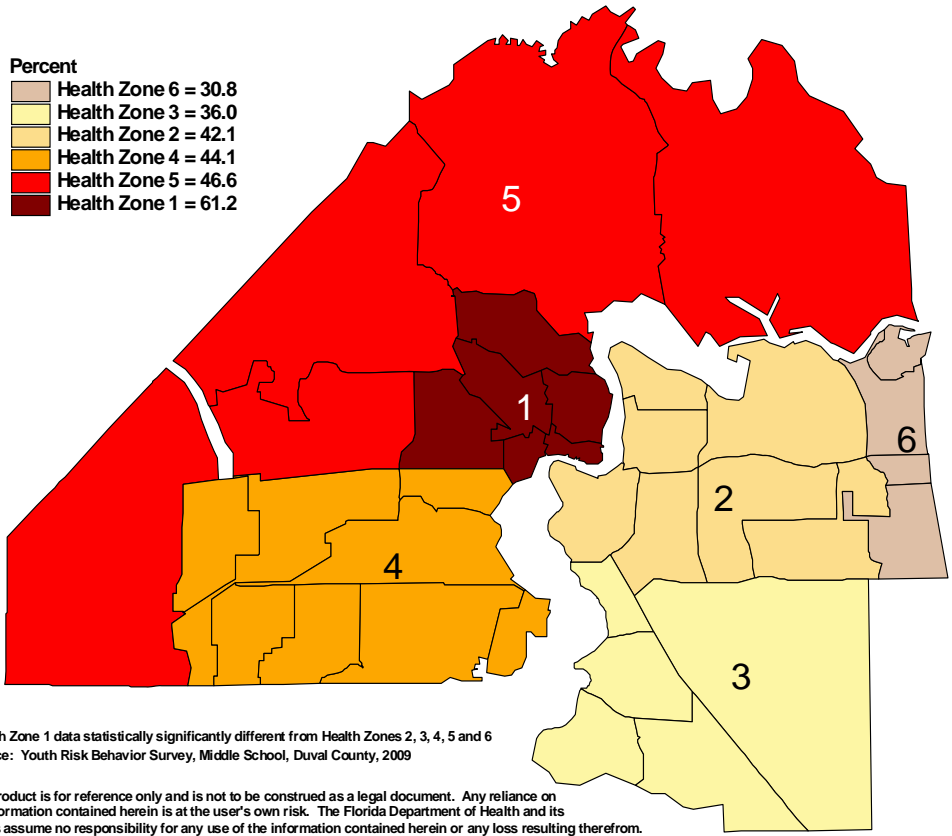 Percent
Health Zone 6 = 30.8
Health Zone 3 = 36.0
Health Zone 2 = 42.1
Health Zone 4 = 44.1
Health Zone 5 = 46.6
Health Zone 1 = 61.2
5
1
6
2
4
3
h Zone 1 data statistically significantly different from Health Zones 2, 3, 4, 5 and 6
ce: Youth Risk Behavior Survey, Middle School, Duval County, 2009
roduct is for reference only and is not to be construed as a legal document. Any reliance on
formation contained herein is at the user's own risk. The Florida Department of Health and its
s assume no responsibility for any use of the information contained herein or any loss resulting therefrom.